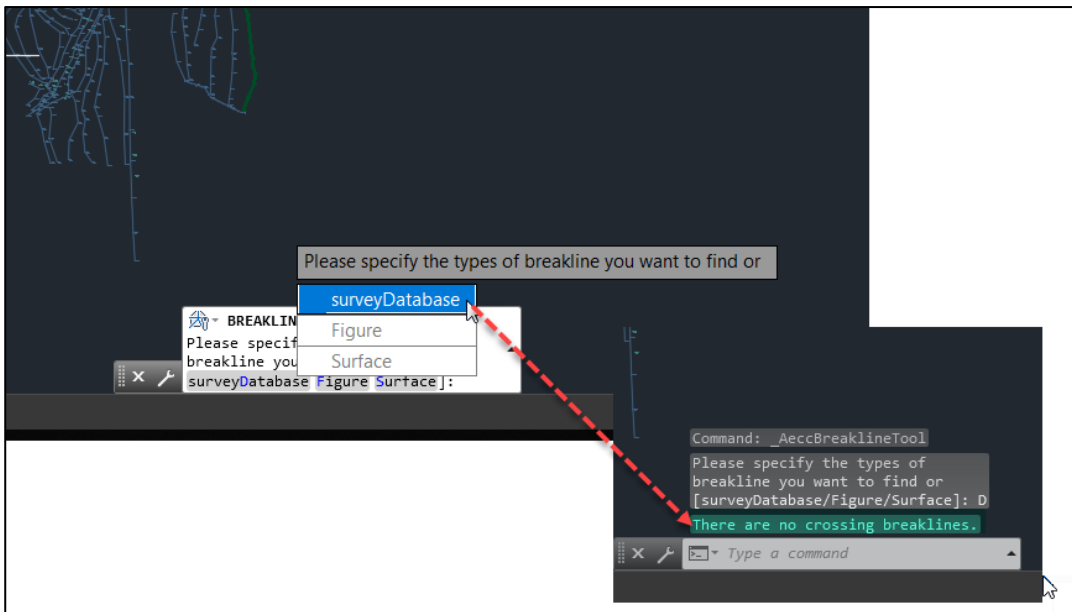 Please specify the types of breakline you want to find or
surveyDatabase
Figure
Surface
BREAKLIN
Please specif
breakline you
surveyDatabase Figure Surface]:
Command: _AeccBreaklineTool
Please specify the types of
breakline you want to find or
[surveyDatabase/Figure/Surface]: D
There are no crossing breaklines.
Type a command